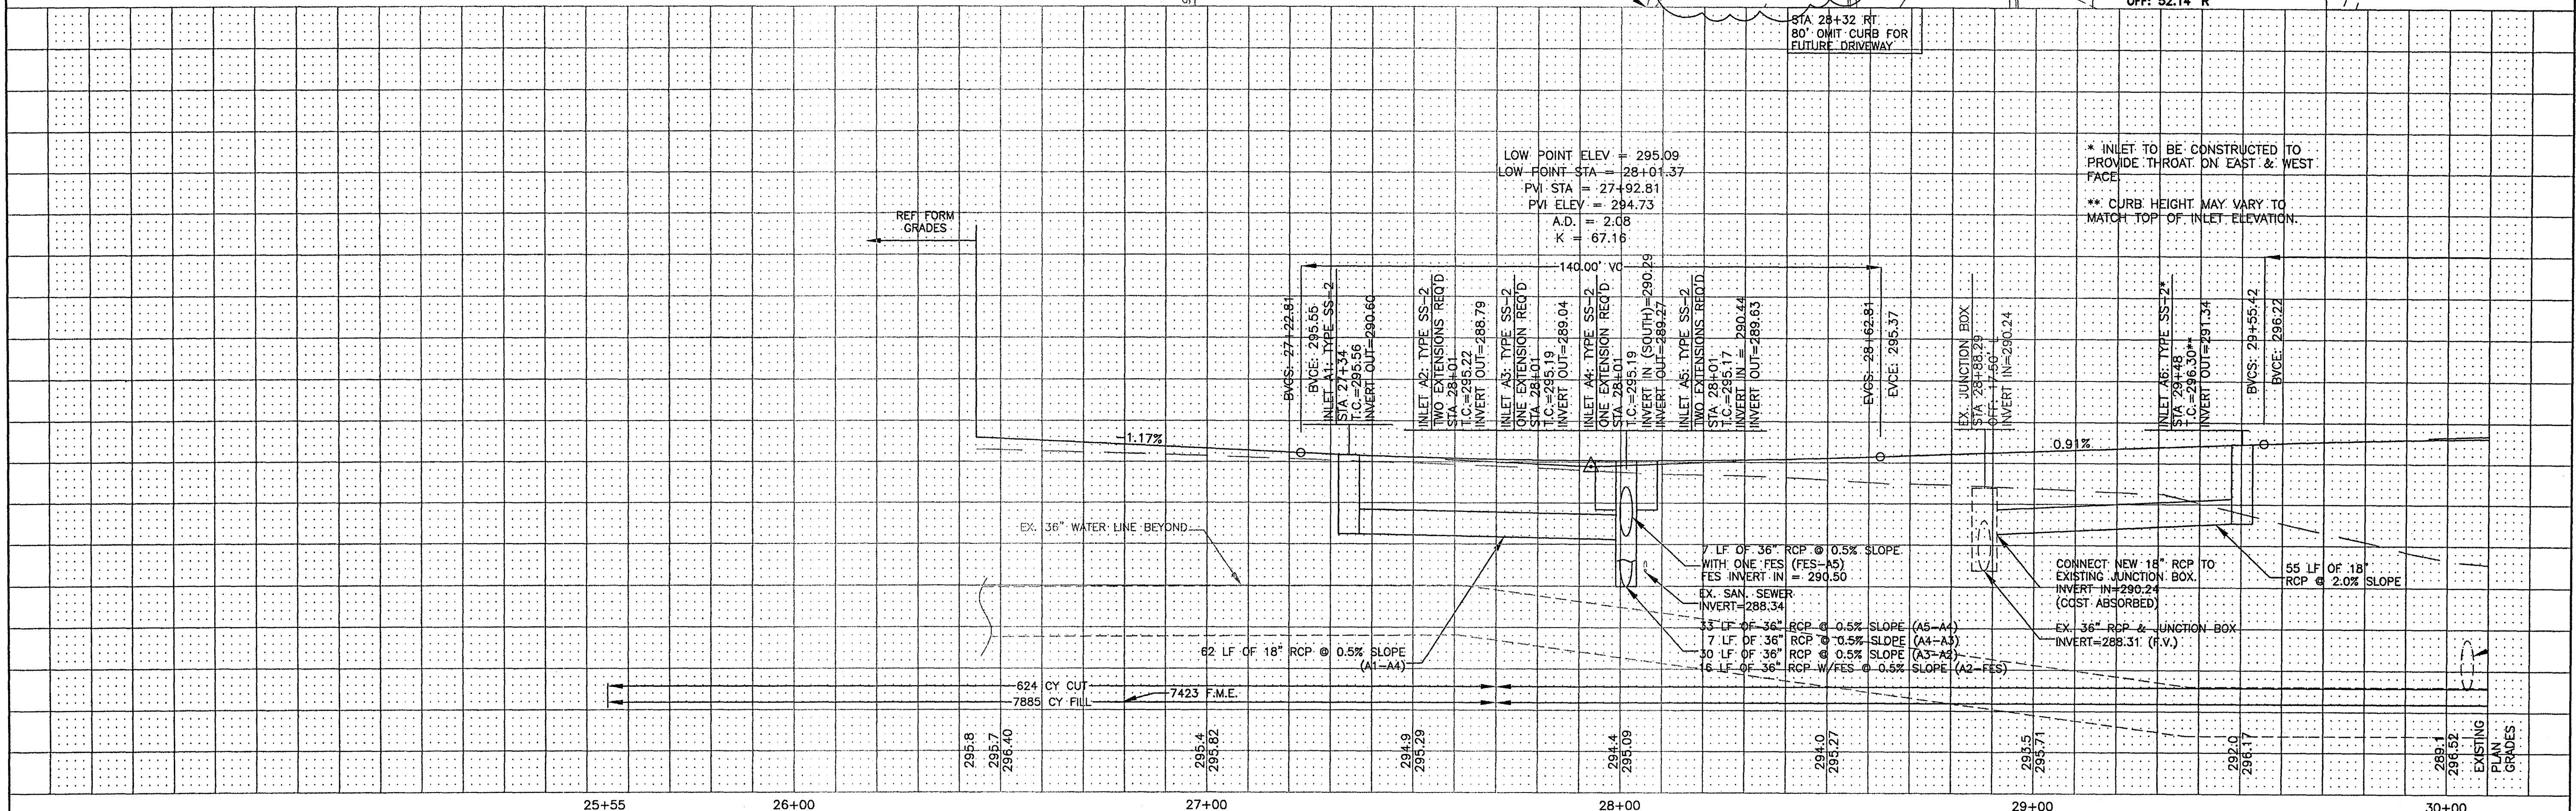 OFF: 52.14' R
STA 28+32 RT
80' OMIT CURB FOR
FUTURE DRIVEWAY
LOW POINT ELEV = 295.09
LOW POINT STA = 28+01.37
PVI STA = 27+92.81
PVI ELEV = 294.73
A.D. = 2.08
K = 67.16
140.00' VC
* INLET TO BE CONSTRUCTED TO
PROVIDE THROAT ON EAST & WEST
FACE.
** CURB HEIGHT MAY VARY TO
MATCH TOP OF INLET ELEVATION.
REF FORM
GRADES
BVCS: 27+22.81
BVCE: 295.55
INLET A1: TYPE SS-2
STA 27+34
T.C.=295.56
INVERT OUT=290.60
INLET A2: TYPE SS-2
TWO EXTENSIONS REQ'D
STA 28+01
T.C.=295.22
INVERT OUT=288.79
INLET A3: TYPE SS-2
ONE EXTENSION REQ'D
STA 28+01
T.C.=295.19
INVERT OUT=289.04
INLET A4: TYPE SS-2
ONE EXTENSION REQ'D
STA 28+01
T.C.=295.19
INVERT IN (SOUTH)=290.29
INVERT OUT=289.27
INLET A5: TYPE SS-2
TWO EXTENSIONS REQ'D
STA 28+01
T.C.=295.17
INVERT IN = 290.44
INVERT OUT=289.63
EVCS: 28+62.81
EVCE: 295.37
EX. JUNCTION BOX
STA 28+88.29
OFF: 17.50' L
INVERT IN=290.24
INLET A6: TYPE SS-2*
STA 29+48
T.C.=296.30**
INVERT OUT=291.34
BVCS: 29+55.42
BVCE: 296.22
-1.17%
0.91%
EX. 36" WATER LINE BEYOND
7 LF OF 36" RCP @ 0.5% SLOPE
WITH ONE FES (FES-A5)
FES INVERT IN = 290.50
EX. SAN. SEWER
INVERT=288.34
33 LF OF 36" RCP @ 0.5% SLOPE (A5-A4)
7 LF OF 36" RCP @ 0.5% SLOPE (A4-A3)
30 LF OF 36" RCP @ 0.5% SLOPE (A3-A2)
16 LF OF 36" RCP W/FES @ 0.5% SLOPE (A2-FES)
62 LF OF 18" RCP @ 0.5% SLOPE
(A1-A4)
CONNECT NEW 18" RCP TO
EXISTING JUNCTION BOX.
INVERT IN=290.24
(COST ABSORBED)
EX. 36" RCP & JUNCTION BOX
INVERT=288.31 (F.V.)
55 LF OF 18"
RCP @ 2.0% SLOPE
624 CY CUT
7885 CY FILL
7423 F.M.E.
295.8
295.7
296.40
295.4
295.82
294.9
295.29
294.4
295.09
294.0
295.27
293.5
295.71
292.0
296.17
289.1
296.52
EXISTING
PLAN
GRADES
25+55
26+00
27+00
28+00
29+00
30+00